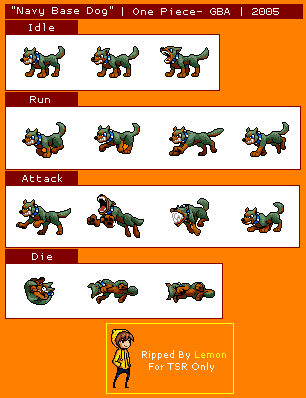 "Navy Base Dog" | One Piece- GBA | 2005
Idle
Run
Attack
Die
Ripped By Lemon
For TSR Only